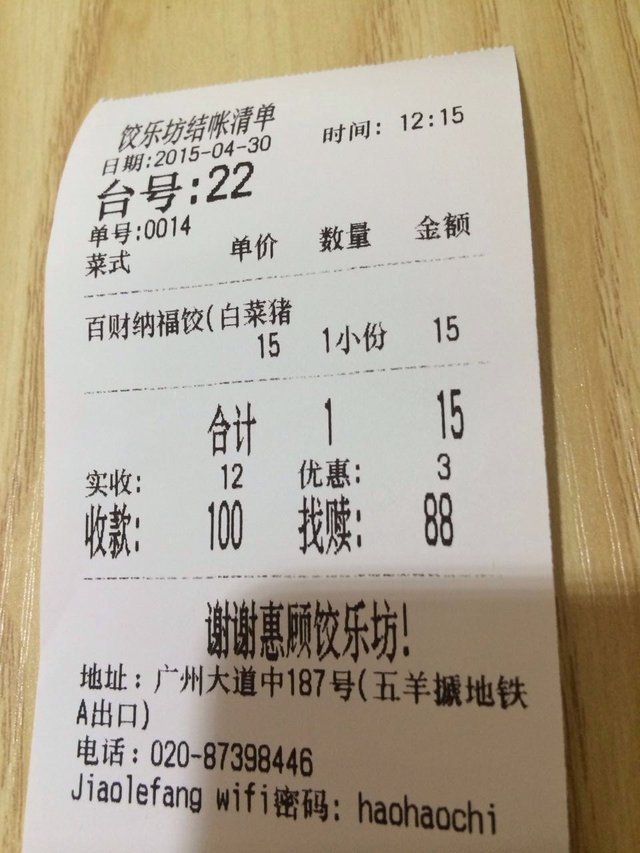 饺乐坊结帐清单
日期:2015-04-30 时间: 12:15
台号:22
单号:0014
菜式 单价 数量 金额
百财纳福饺(白菜猪
15 1小份 15
合计 1 15
实收: 12 优惠: 3
收款: 100 找赎: 88
谢谢惠顾饺乐坊!
地址: 广州大道中187号(五羊摭地铁
A出口)
电话: 020-87398446
Jiaolefang wifi密码: haohaochi